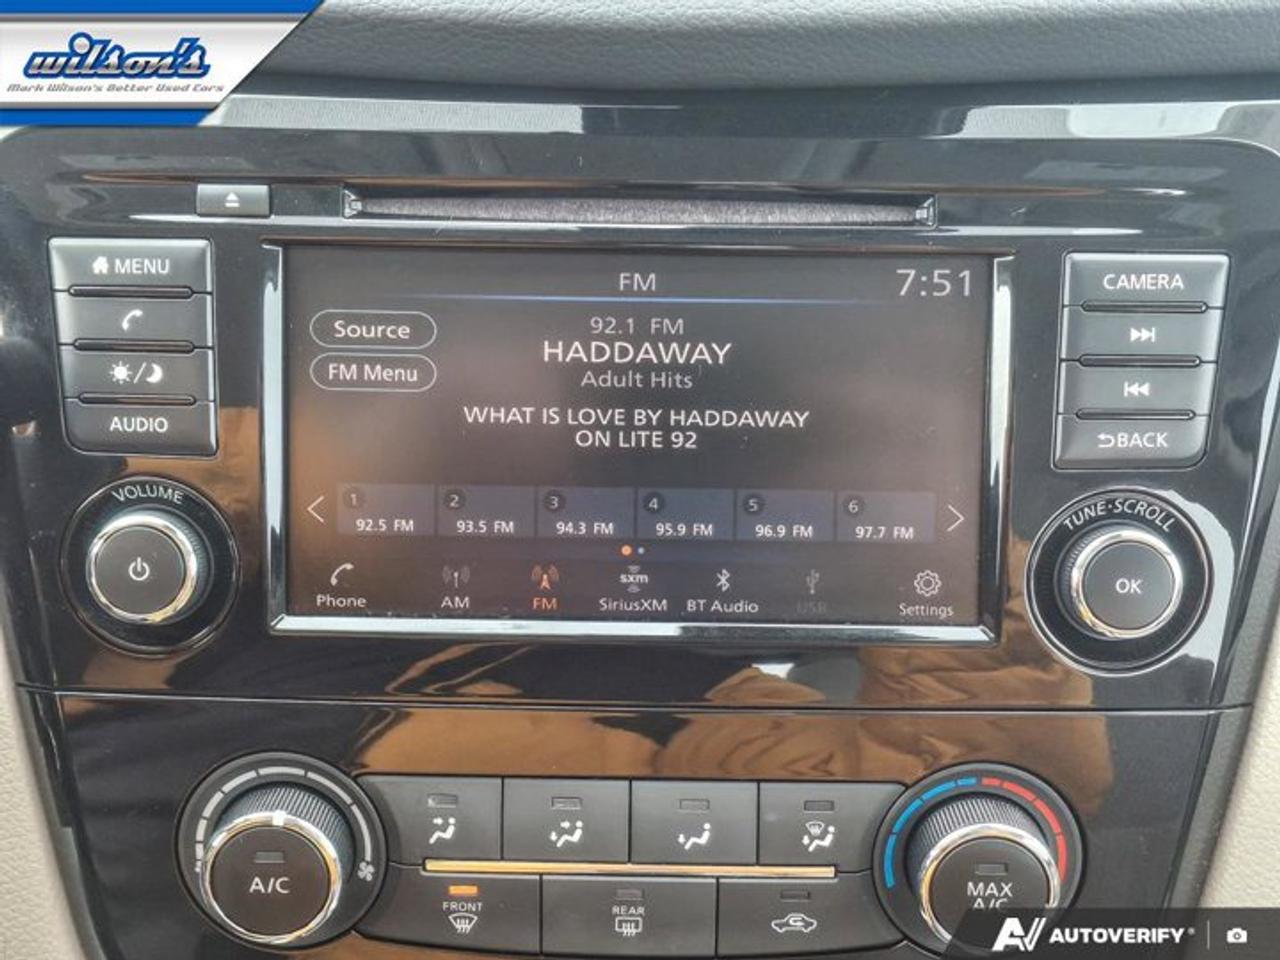 wilson's
Mark Wilson's Better Used Cars
MENU
AUDIO
VOLUME
FM
7:51
Source
FM Menu
92.1 FM
HADDAWAY
Adult Hits
WHAT IS LOVE BY HADDAWAY
ON LITE 92
1
92.5 FM
2
93.5 FM
3
94.3 FM
4
95.9 FM
5
96.9 FM
6
97.7 FM
Phone
AM
FM
sxm
SiriusXM
BT Audio
USB
Settings
CAMERA
BACK
TUNE·SCROLL
OK
A/C
FRONT
REAR
MAX
A/C
AUTOVERIFY